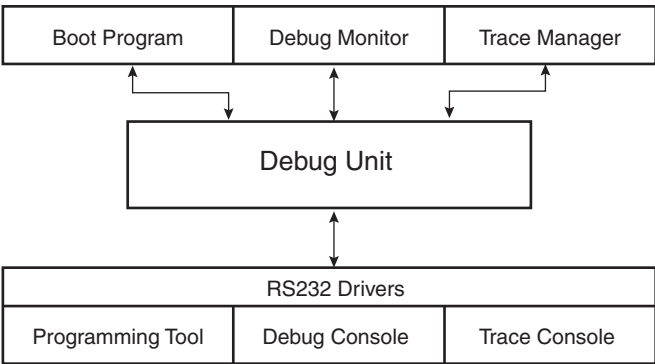 Boot Program
Debug Monitor
Trace Manager
Debug Unit
RS232 Drivers
Programming Tool
Debug Console
Trace Console